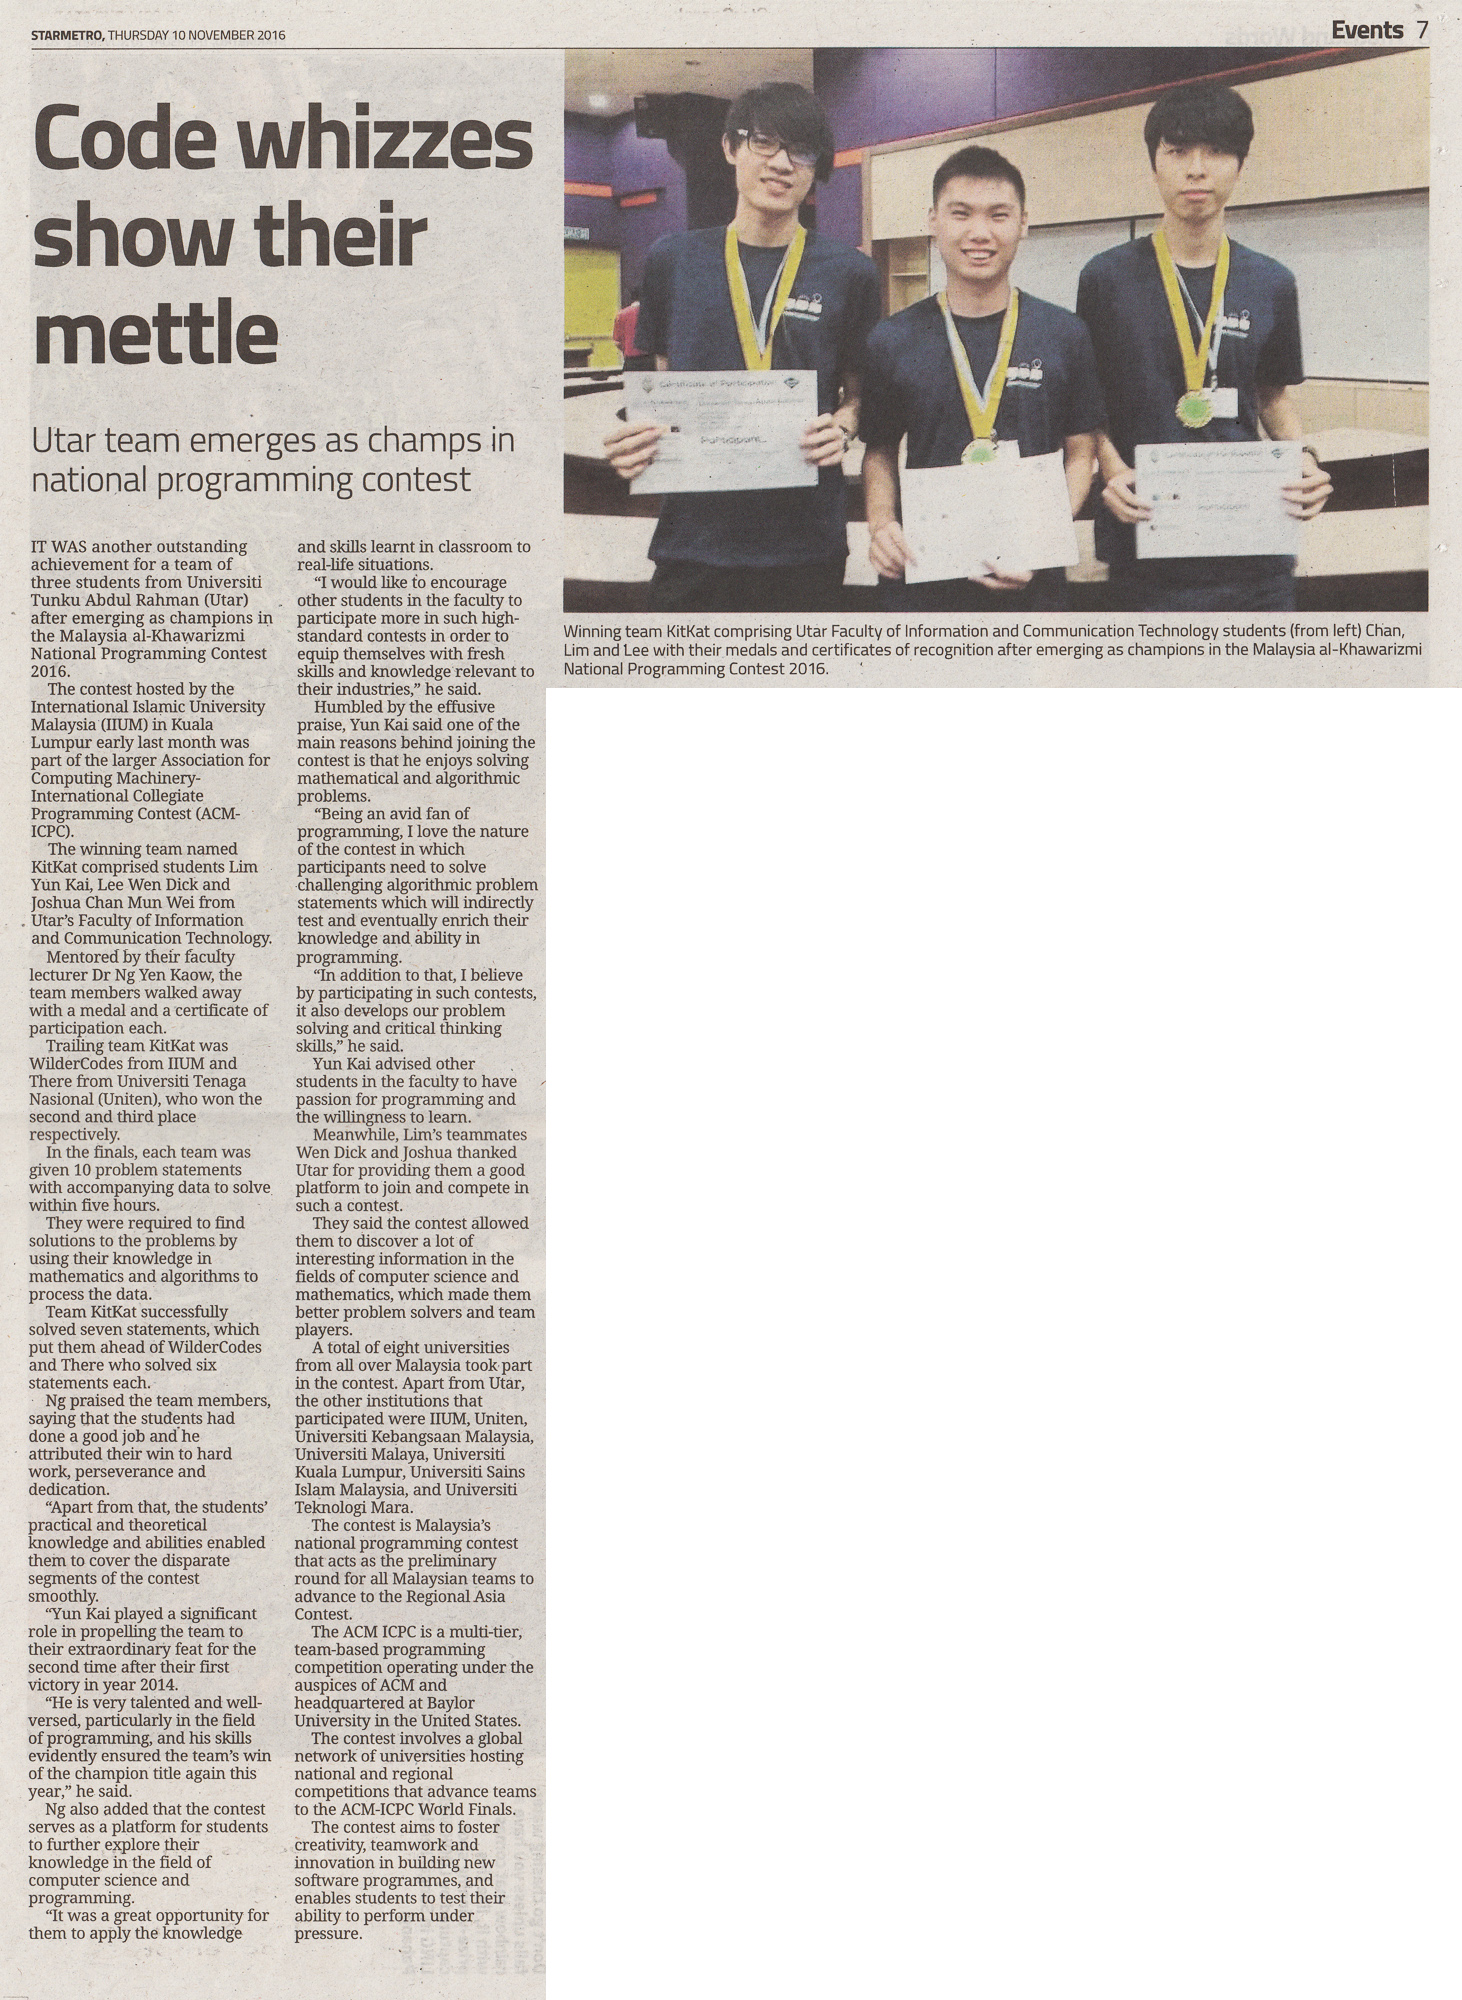 STARMETRO, THURSDAY 10 NOVEMBER 2016
Events 7
Code whizzes
show their
mettle
Utar team emerges as champs in
national programming contest
IT WAS another outstanding
achievement for a team of
three students from Universiti
Tunku Abdul Rahman (Utar)
after emerging as champions in
the Malaysia al-Khawarizmi
National Programming Contest
2016.
The contest hosted by the
International Islamic University
Malaysia (IIUM) in Kuala
Lumpur early last month was
part of the larger Association for
Computing Machinery-
International Collegiate
Programming Contest (ACM-
ICPC).
The winning team named
KitKat comprised students Lim
Yun Kai, Lee Wen Dick and
Joshua Chan Mun Wei from
Utar's Faculty of Information
and Communication Technology.
Mentored by their faculty
lecturer Dr Ng Yen Kaow, the
team members walked away
with a medal and a certificate of
participation each.
Trailing team KitKat was
WilderCodes from IIUM and
There from Universiti Tenaga
Nasional (Uniten), who won the
second and third place
respectively.
In the finals, each team was
given 10 problem statements
with accompanying data to solve
within five hours.
They were required to find
solutions to the problems by
using their knowledge in
mathematics and algorithms to
process the data.
Team KitKat successfully
solved seven statements, which
put them ahead of WilderCodes
and There who solved six
statements each.
Ng praised the team members,
saying that the students had
done a good job and he
attributed their win to hard
work, perseverance and
dedication.
“Apart from that, the students’
practical and theoretical
knowledge and abilities enabled
them to cover the disparate
segments of the contest
smoothly.
“Yun Kai played a significant
role in propelling the team to
their extraordinary feat for the
second time after their first
victory in year 2014.
“He is very talented and well-
versed, particularly in the field
of programming, and his skills
evidently ensured the team’s win
of the champion title again this
year,” he said.
Ng also added that the contest
serves as a platform for students
to further explore their
knowledge in the field of
computer science and
programming.
“It was a great opportunity for
them to apply the knowledge
and skills learnt in classroom to
real-life situations.
“I would like to encourage
other students in the faculty to
participate more in such high-
standard contests in order to
equip themselves with fresh
skills and knowledge relevant to
their industries,” he said.
Humbled by the effusive
praise, Yun Kai said one of the
main reasons behind joining the
contest is that he enjoys solving
mathematical and algorithmic
problems.
“Being an avid fan of
programming, I love the nature
of the contest in which
participants need to solve
challenging algorithmic problem
statements which will indirectly
test and eventually enrich their
knowledge and ability in
programming.
“In addition to that, I believe
by participating in such contests,
it also develops our problem
solving and critical thinking
skills,” he said.
Yun Kai advised other
students in the faculty to have
passion for programming and
the willingness to learn.
Meanwhile, Lim’s teammates
Wen Dick and Joshua thanked
Utar for providing them a good
platform to join and compete in
such a contest.
They said the contest allowed
them to discover a lot of
interesting information in the
fields of computer science and
mathematics, which made them
better problem solvers and team
players.
A total of eight universities
from all over Malaysia took part
in the contest. Apart from Utar,
the other institutions that
participated were IIUM, Uniten,
Universiti Kebangsaan Malaysia,
Universiti Malaya, Universiti
Kuala Lumpur, Universiti Sains
Islam Malaysia, and Universiti
Teknologi Mara.
The contest is Malaysia’s
national programming contest
that acts as the preliminary
round for all Malaysian teams to
advance to the Regional Asia
Contest.
The ACM ICPC is a multi-tier,
team-based programming
competition operating under the
auspices of ACM and
headquartered at Baylor
University in the United States.
The contest involves a global
network of universities hosting
national and regional
competitions that advance teams
to the ACM-ICPC World Finals.
The contest aims to foster
creativity, teamwork and
innovation in building new
software programmes, and
enables students to test their
ability to perform under
pressure.
Certificate of Participation
Participant
Winning team KitKat comprising Utar Faculty of Information and Communication Technology students (from left) Chan,
Lim and Lee with their medals and certificates of recognition after emerging as champions in the Malaysia al-Khawarizmi
National Programming Contest 2016.